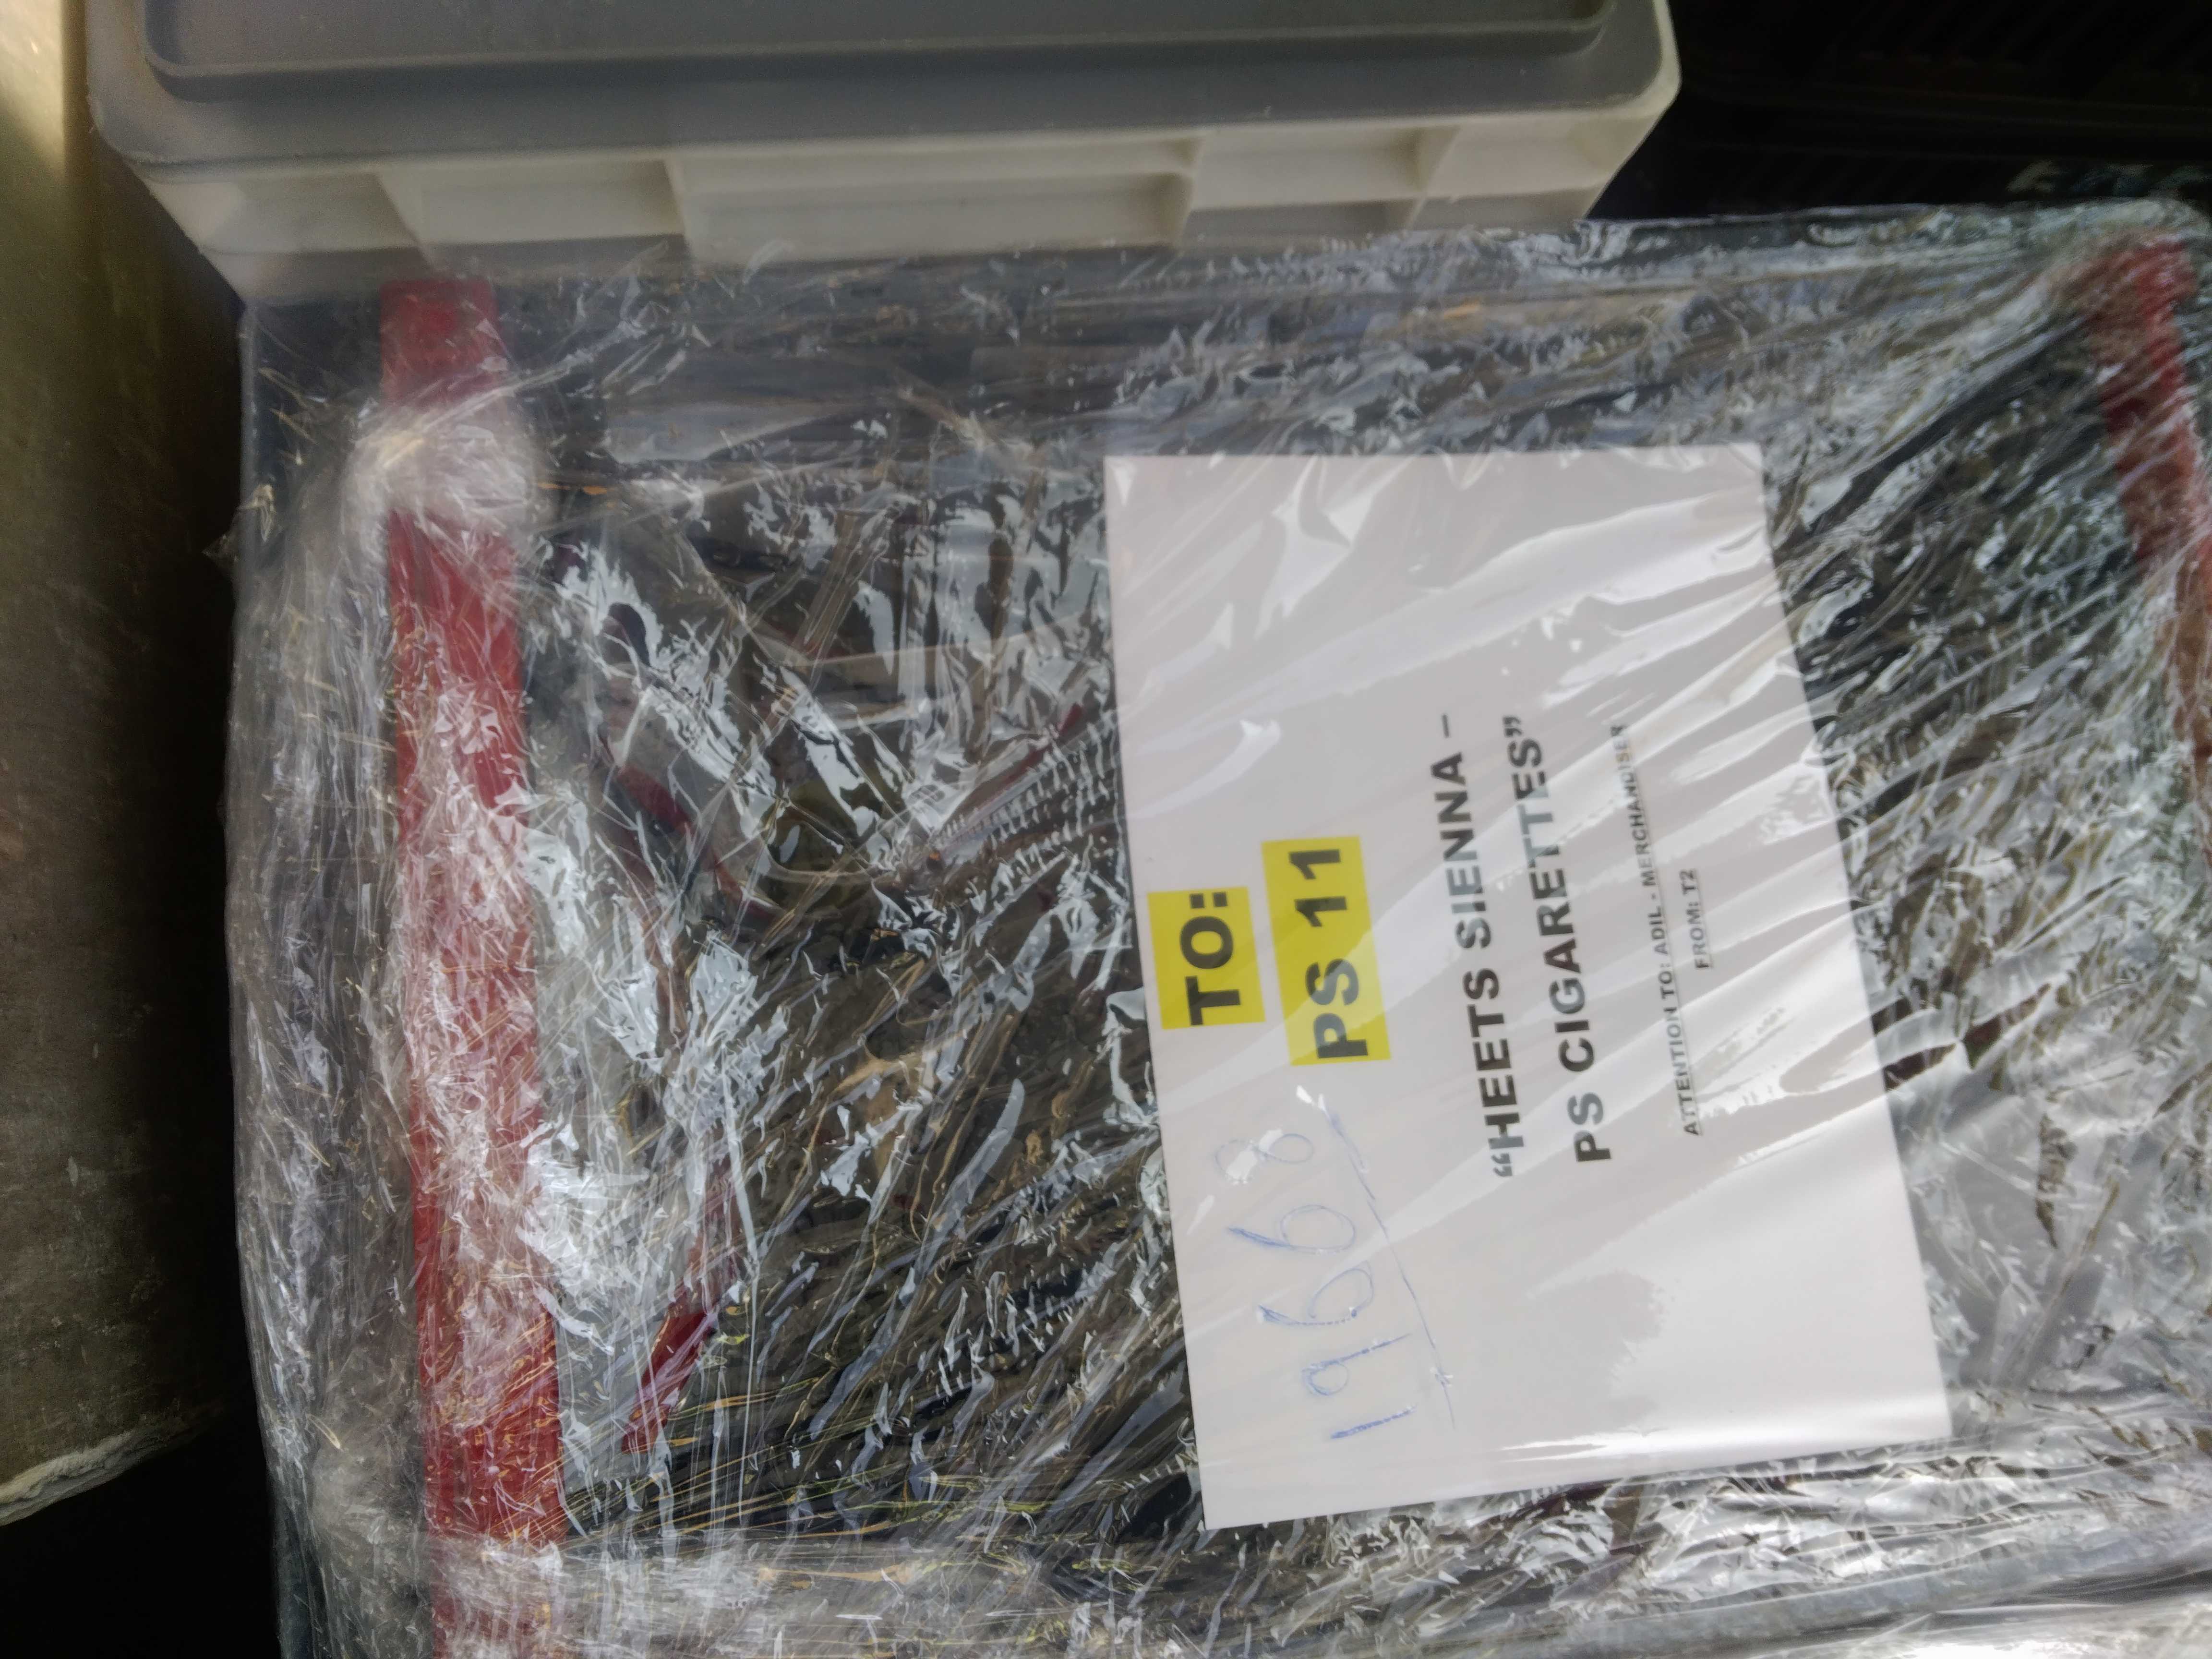 TO:
PS 11
19668
“HEETS SIENNA –
PS CIGARETTES”
ATTENTION TO: ADIL - MERCHANDISER
FROM: T2